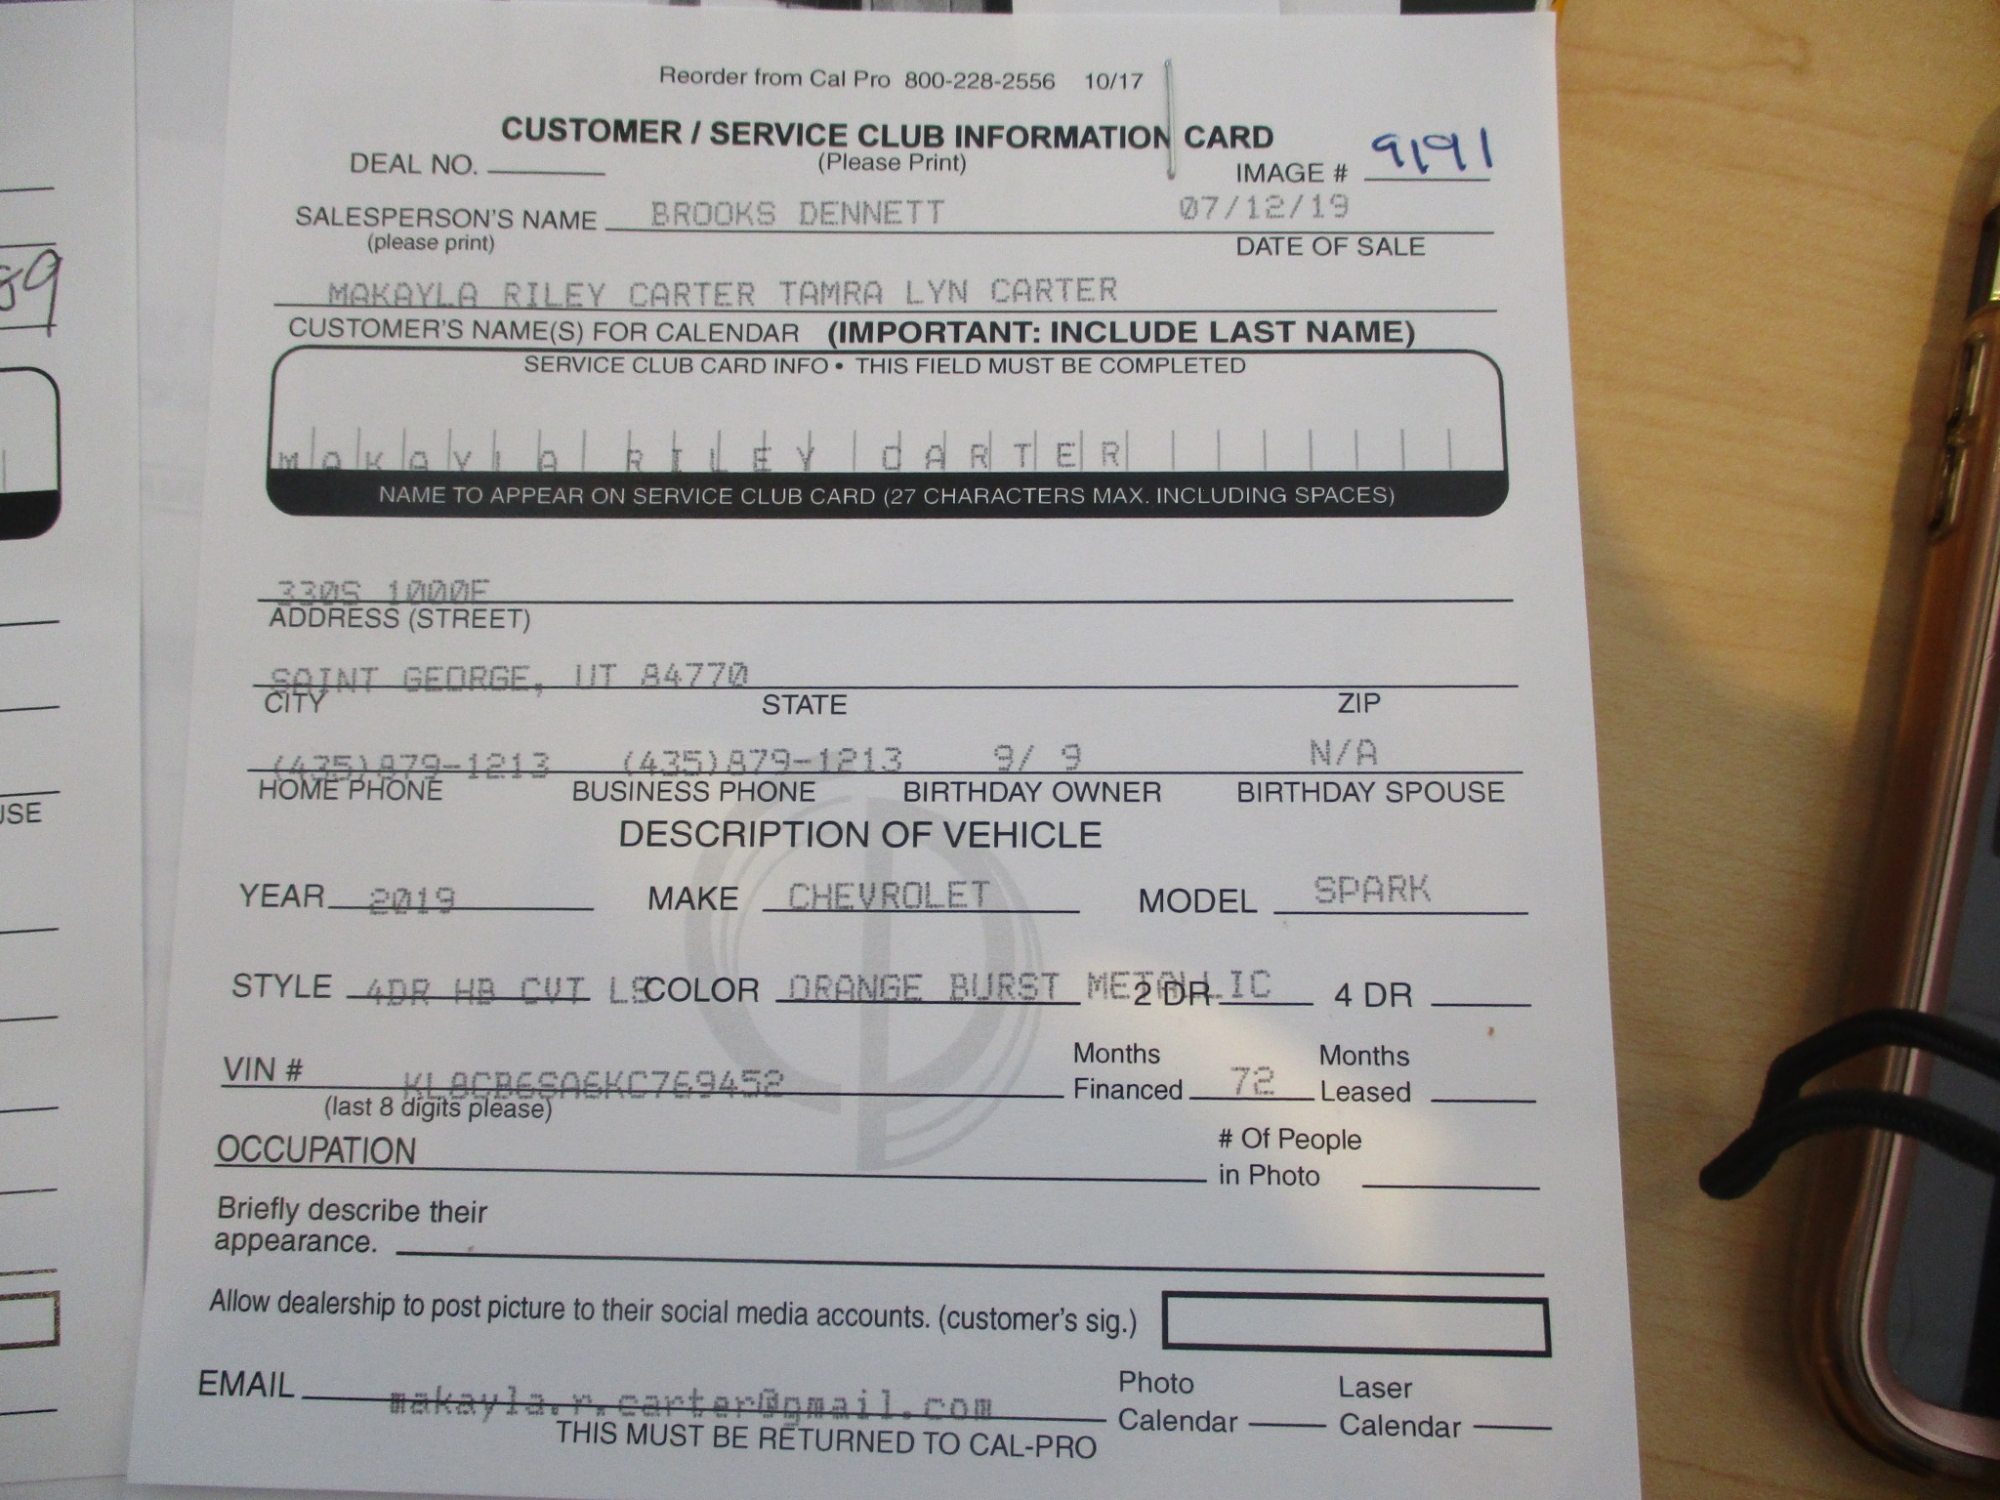 Reorder from Cal Pro 800-228-2556 10/17
CUSTOMER / SERVICE CLUB INFORMATION CARD
DEAL NO. (Please Print) IMAGE # 9191
SALESPERSON'S NAME BROOKS DENNETT 07/12/19
(please print) DATE OF SALE
89
MAKAYLA RILEY CARTER TAMRA LYN CARTER
CUSTOMER'S NAME(S) FOR CALENDAR (IMPORTANT: INCLUDE LAST NAME)
SERVICE CLUB CARD INFO • THIS FIELD MUST BE COMPLETED
MAKAYLA RILEY CARTER
NAME TO APPEAR ON SERVICE CLUB CARD (27 CHARACTERS MAX. INCLUDING SPACES)
330S 1000E
ADDRESS (STREET)
SAINT GEORGE, UT 84770
CITY STATE ZIP
(435)879-1213 (435)879-1213 9/ 9 N/A
HOME PHONE BUSINESS PHONE BIRTHDAY OWNER BIRTHDAY SPOUSE
USE
DESCRIPTION OF VEHICLE
YEAR 2019 MAKE CHEVROLET MODEL SPARK
STYLE 4DR HB CVT LS COLOR ORANGE BURST METALLIC 2 DR 4 DR
VIN # KL8CB6SA6KC769452 Months Financed 72 Months Leased
(last 8 digits please)
OCCUPATION # Of People in Photo
Briefly describe their
appearance.
Allow dealership to post picture to their social media accounts. (customer's sig.)
EMAIL makayla.r.carter@gmail.com Photo Calendar Laser Calendar
THIS MUST BE RETURNED TO CAL-PRO